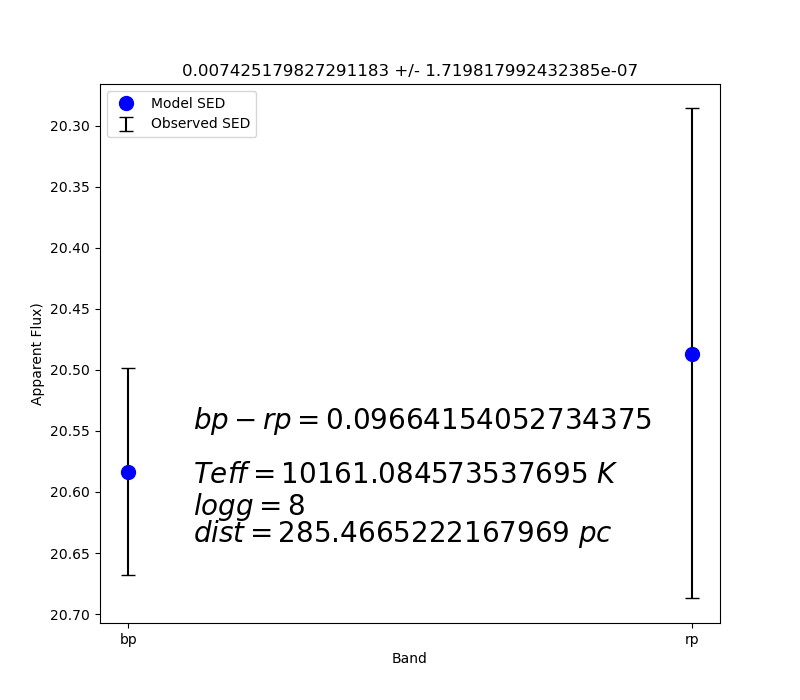 0.007425179827291183 +/- 1.719817992432385e-07
Model SED
Observed SED
20.30
20.35
20.40
20.45
20.50
20.55
20.60
20.65
20.70
Apparent Flux)
bp − rp = 0.09664154052734375
Teff = 10161.084573537695 K
logg = 8
dist = 285.4665222167969 pc
bp
rp
Band